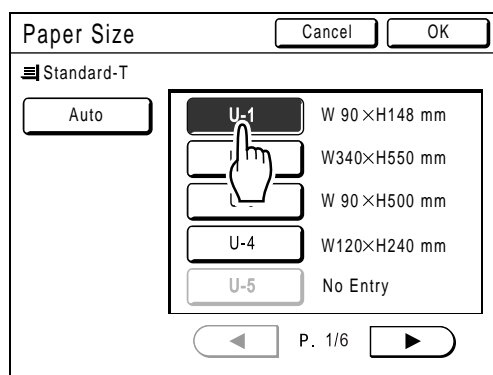 Paper Size
Cancel
OK
Standard-T
Auto
U-1 W 90×H148 mm
W340×H550 mm
W 90×H500 mm
U-4 W120×H240 mm
U-5 No Entry
P. 1/6